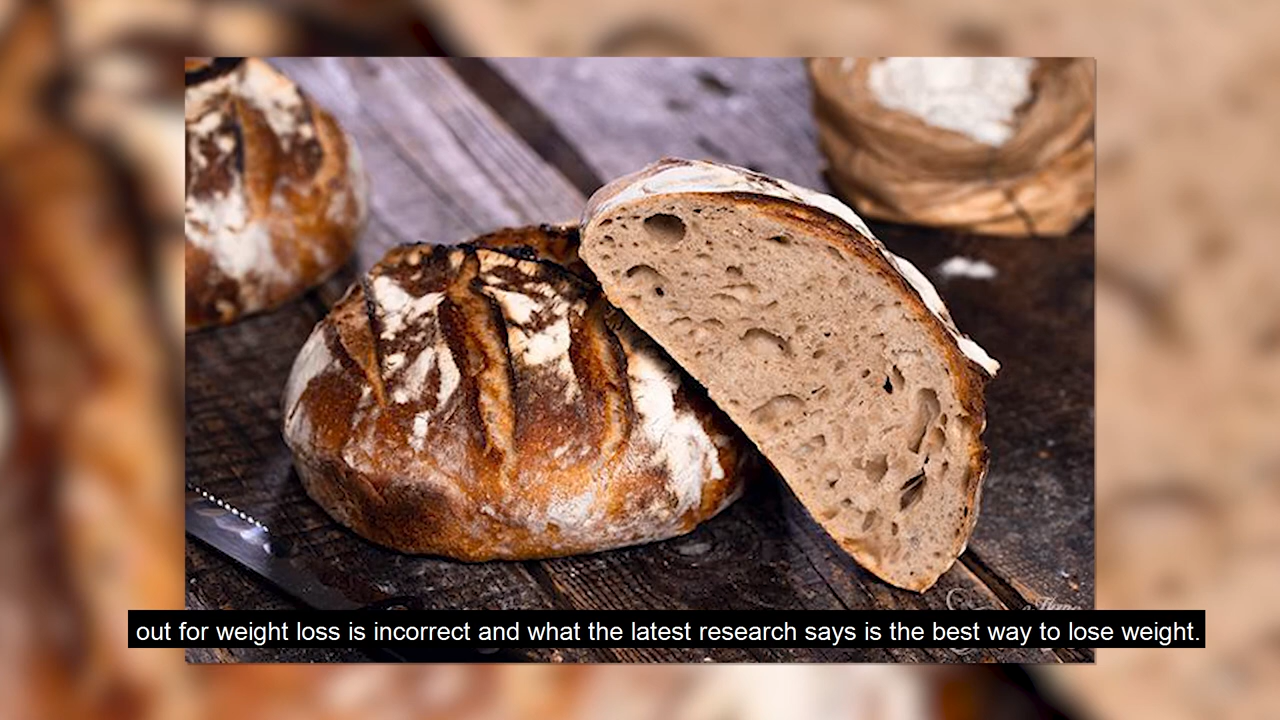 out for weight loss is incorrect and what the latest research says is the best way to lose weight.